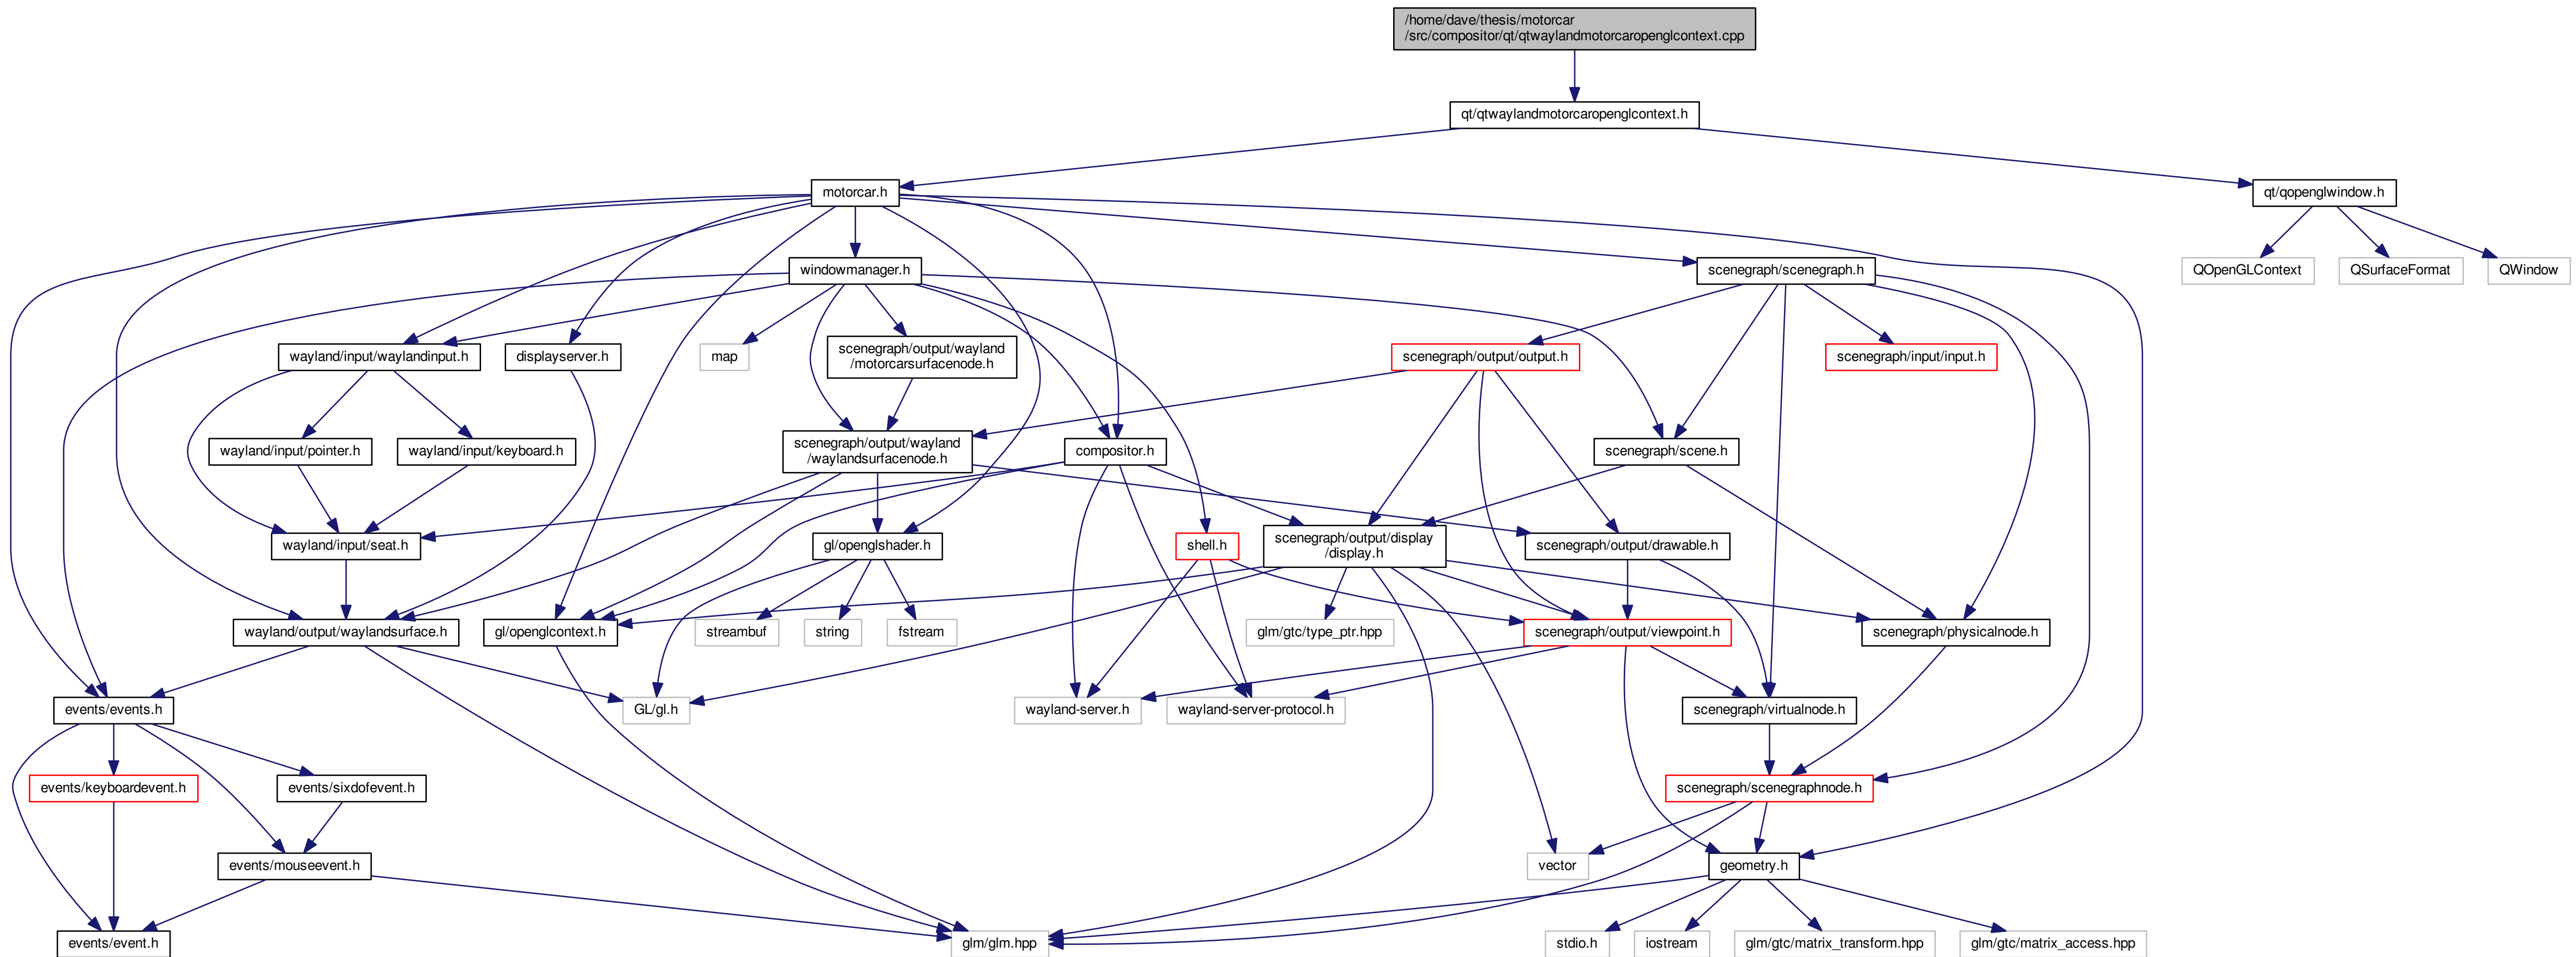 /home/dave/thesis/motorcar
/src/compositor/qt/qtwaylandmotorcaropenglcontext.cpp
qt/qtwaylandmotorcaropenglcontext.h
motorcar.h
qt/qopenglwindow.h
windowmanager.h
scenegraph/scenegraph.h
QOpenGLContext
QSurfaceFormat
QWindow
wayland/input/waylandinput.h
displayserver.h
map
scenegraph/output/wayland
/motorcarsurfacenode.h
scenegraph/output/output.h
scenegraph/input/input.h
wayland/input/pointer.h
wayland/input/keyboard.h
scenegraph/output/wayland
/waylandsurfacenode.h
compositor.h
scenegraph/scene.h
wayland/input/seat.h
gl/openglshader.h
shell.h
scenegraph/output/display
/display.h
scenegraph/output/drawable.h
wayland/output/waylandsurface.h
gl/openglcontext.h
streambuf
string
fstream
glm/gtc/type_ptr.hpp
scenegraph/output/viewpoint.h
scenegraph/physicalnode.h
events/events.h
GL/gl.h
wayland-server.h
wayland-server-protocol.h
scenegraph/virtualnode.h
events/keyboardevent.h
events/sixdofevent.h
scenegraph/scenegraphnode.h
events/mouseevent.h
vector
geometry.h
events/event.h
glm/glm.hpp
stdio.h
iostream
glm/gtc/matrix_transform.hpp
glm/gtc/matrix_access.hpp